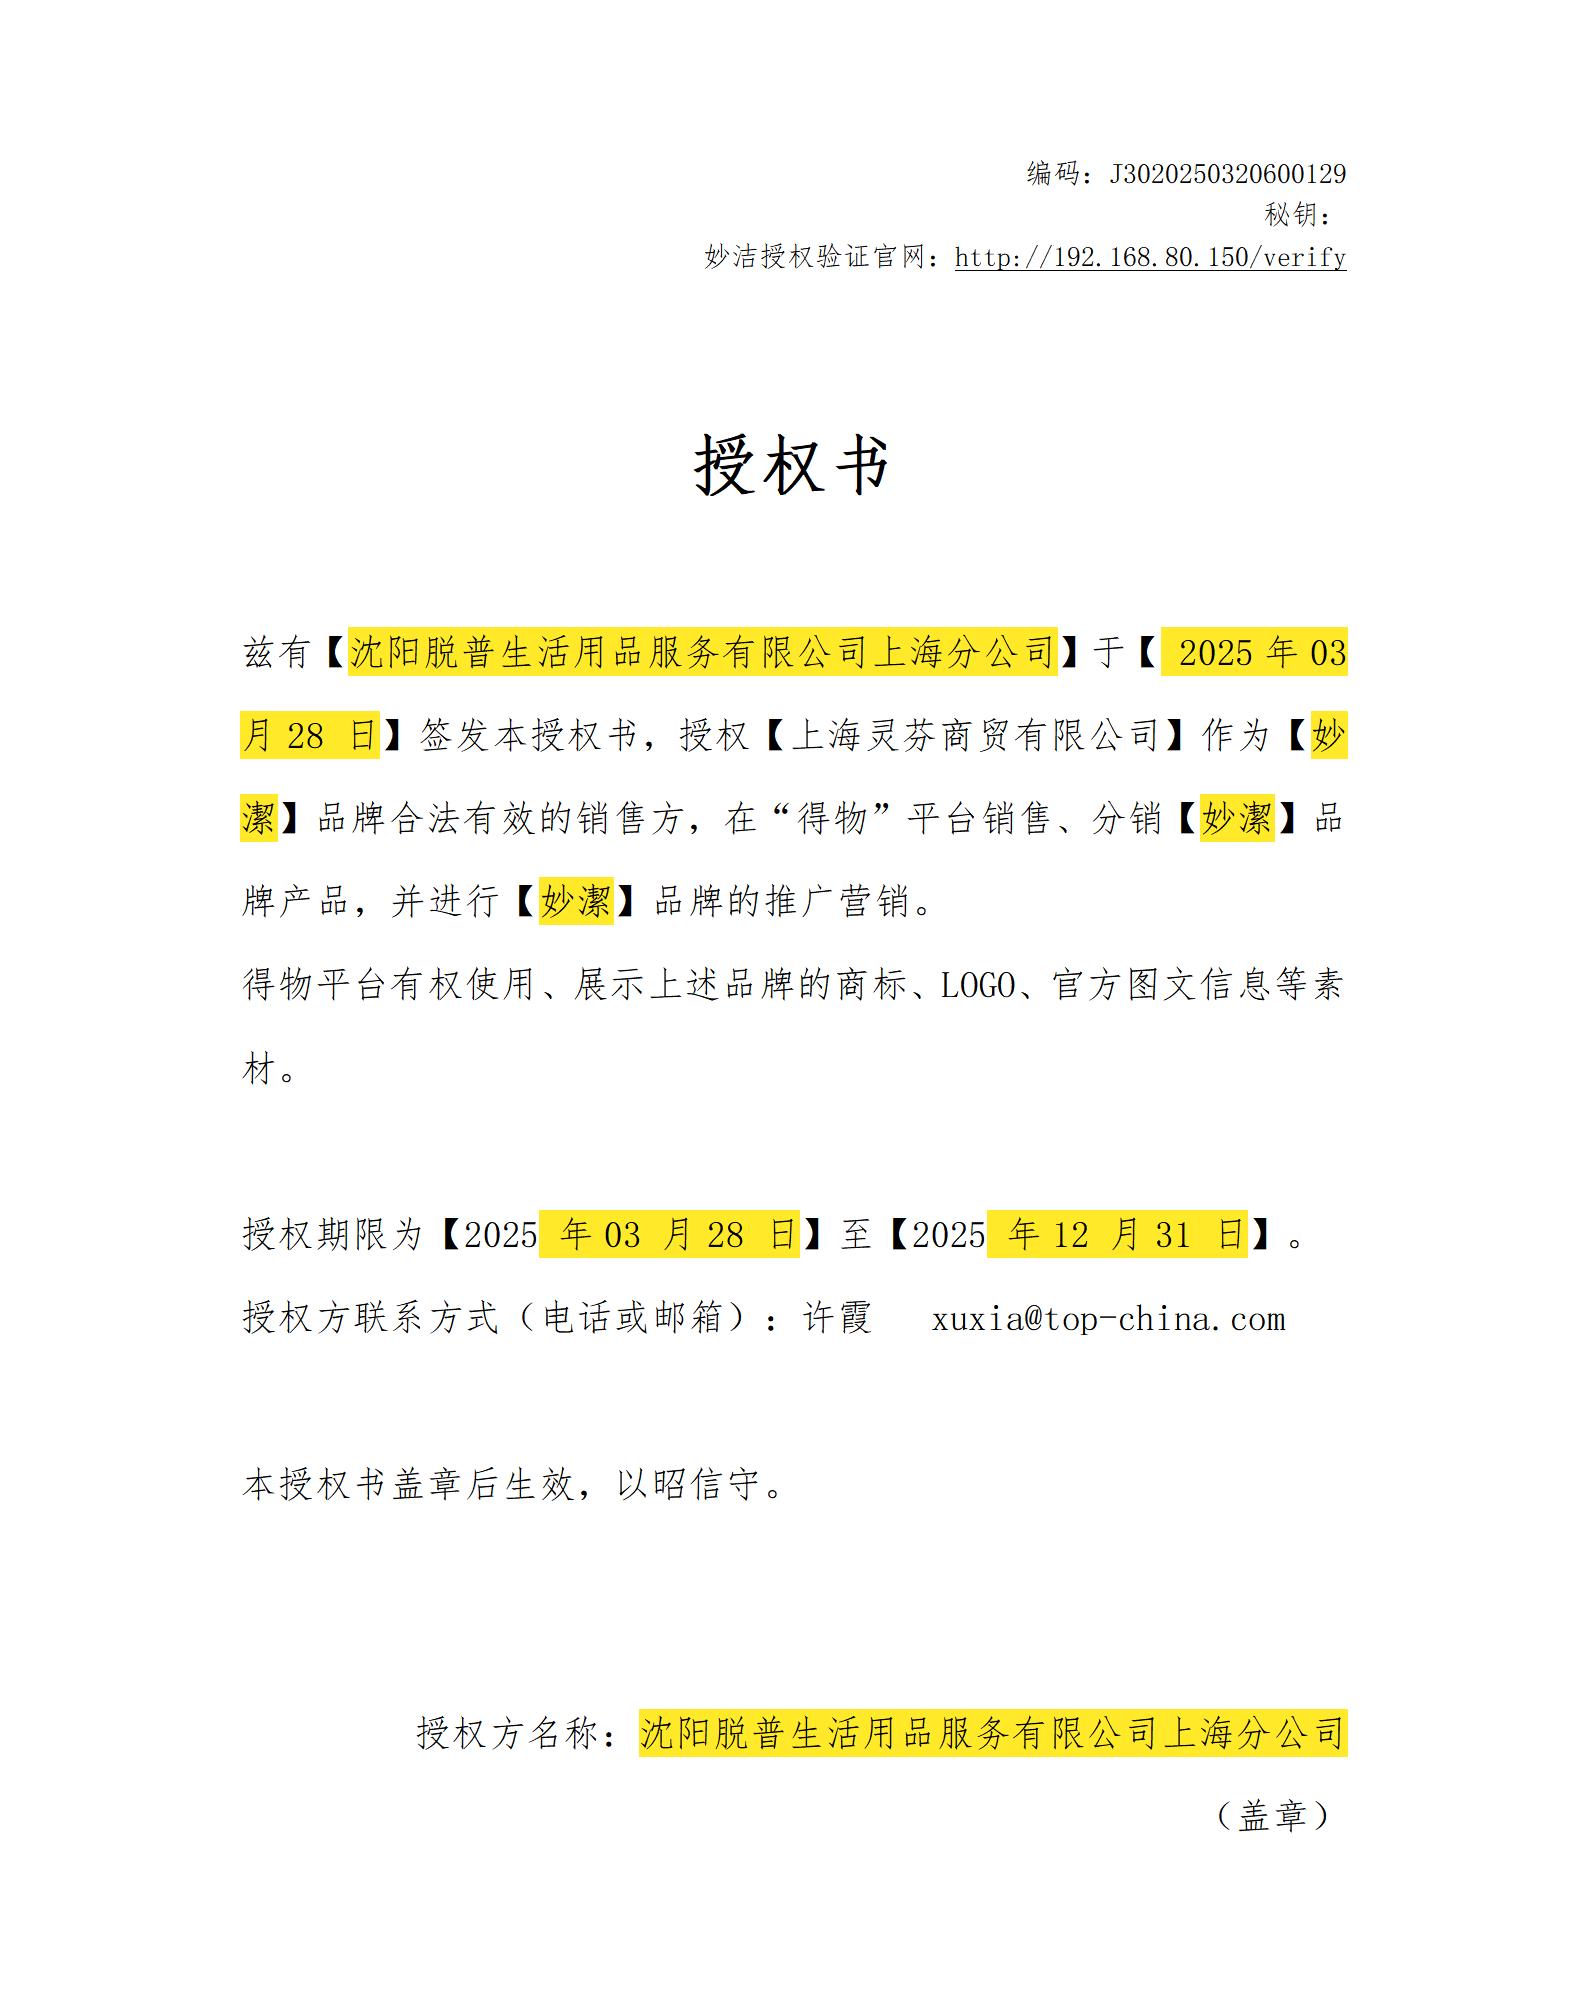 编码：J3020250320600129
秘钥：
妙洁授权验证官网：http://192.168.80.150/verify
授权书
兹有【沈阳脱普生活用品服务有限公司上海分公司】于【 2025 年 03
月 28 日】签发本授权书，授权【上海灵芬商贸有限公司】作为【妙
潔】品牌合法有效的销售方，在“得物”平台销售、分销【妙潔】品
牌产品，并进行【妙潔】品牌的推广营销。
得物平台有权使用、展示上述品牌的商标、LOGO、官方图文信息等素
材。
授权期限为【2025 年 03 月 28 日】至【2025 年 12 月 31 日】。
授权方联系方式（电话或邮箱）：许霞 xuxia@top-china.com
本授权书盖章后生效，以昭信守。
授权方名称：沈阳脱普生活用品服务有限公司上海分公司
（盖章）